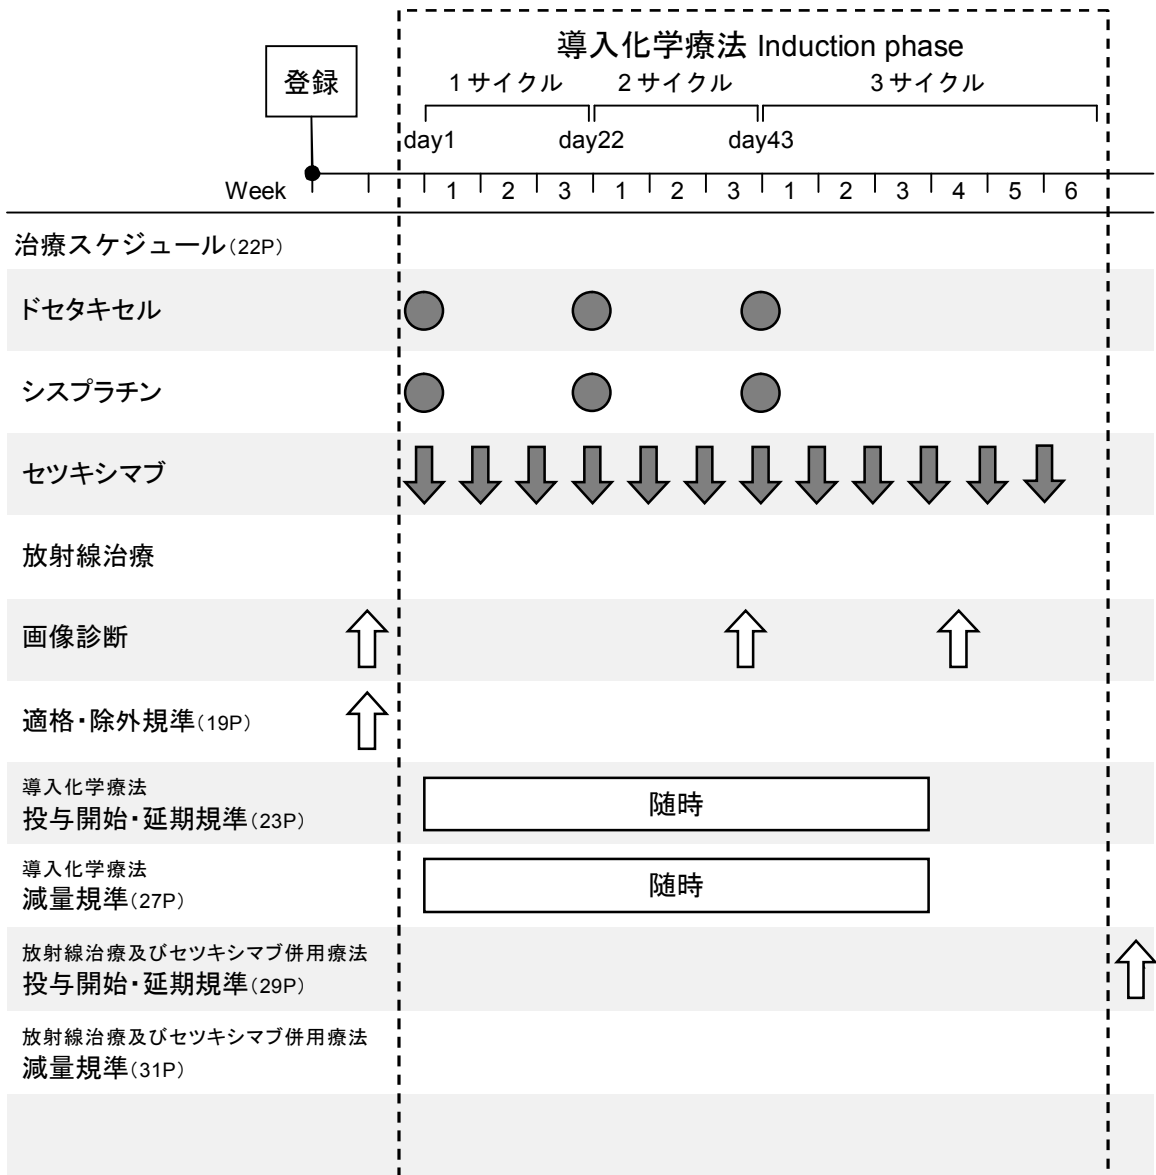 導入化学療法 Induction phase
登録
1サイクル 2サイクル 3サイクル
day1 day22 day43
Week 1 2 3 1 2 3 1 2 3 4 5 6
治療スケジュール(22P)
ドセタキセル
シスプラチン
セツキシマブ
放射線治療
画像診断
適格・除外規準(19P)
導入化学療法
投与開始・延期規準(23P)
随時
導入化学療法
減量規準(27P)
随時
放射線治療及びセツキシマブ併用療法
投与開始・延期規準(29P)
放射線治療及びセツキシマブ併用療法
減量規準(31P)